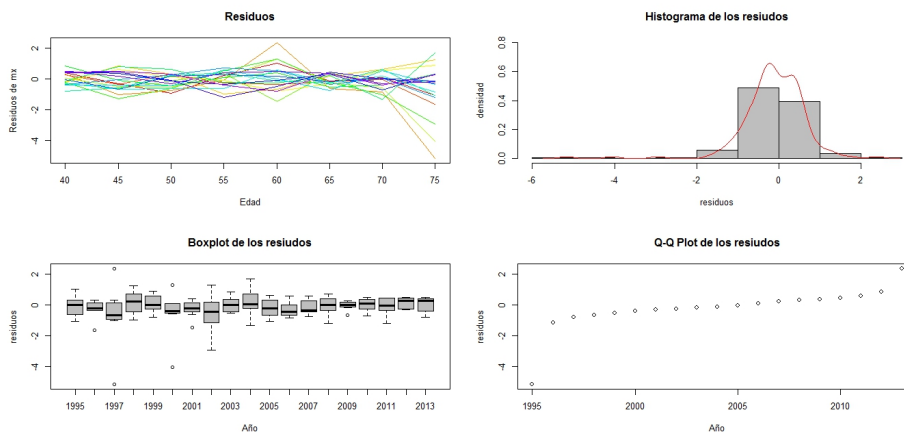 Residuos
Residuos de mx
2
0
-2
-4
40 45 50 55 60 65 70 75
Edad
Histograma de los resiudos
densidad
0.8
0.6
0.4
0.2
0.0
-6 -4 -2 0 2
residuos
Boxplot de los resiudos
residuos
2
0
-2
-4
1995 1997 1999 2001 2003 2005 2007 2009 2011 2013
Año
Q-Q Plot de los resiudos
residuos
2
0
-2
-4
1995 2000 2005 2010
Año